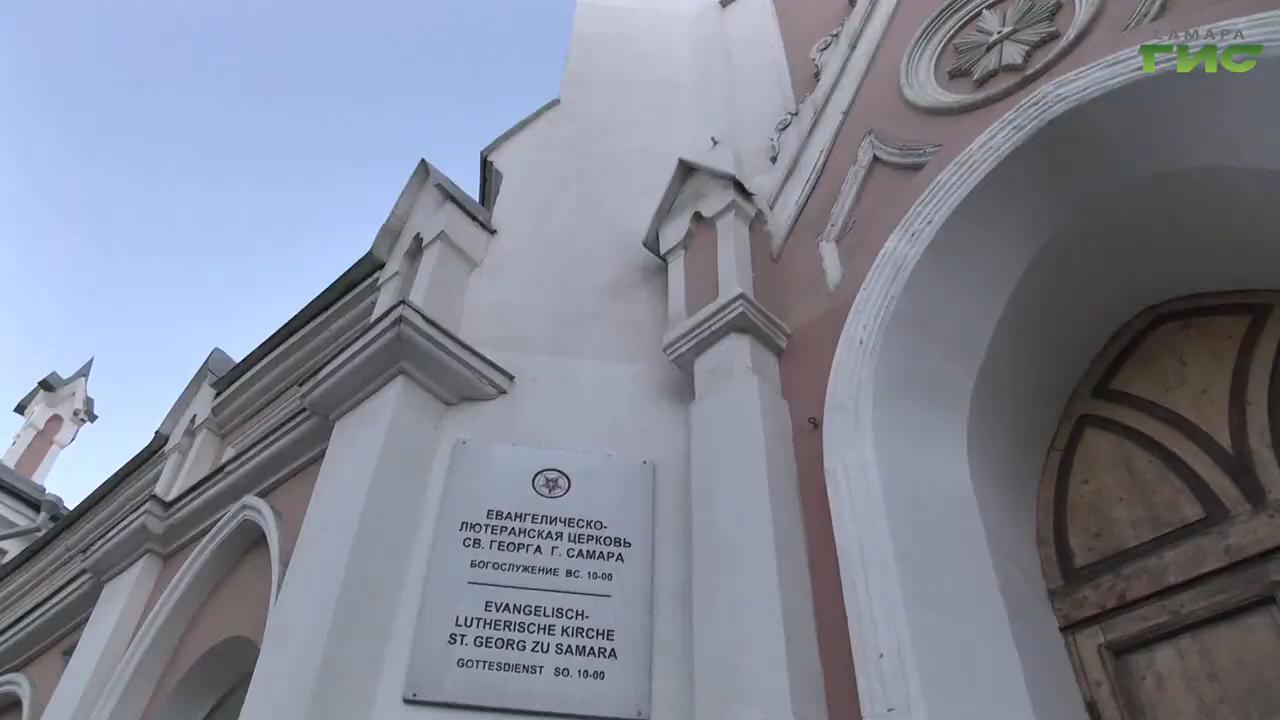 САМАРА
ГИС
ЕВАНГЕЛИЧЕСКО-
ЛЮТЕРАНСКАЯ ЦЕРКОВЬ
СВ. ГЕОРГА Г. САМАРА
БОГОСЛУЖЕНИЕ ВС. 10-00
EVANGELISCH-
LUTHERISCHE KIRCHE
ST. GEORG ZU SAMARA
GOTTESDIENST SO. 10-00